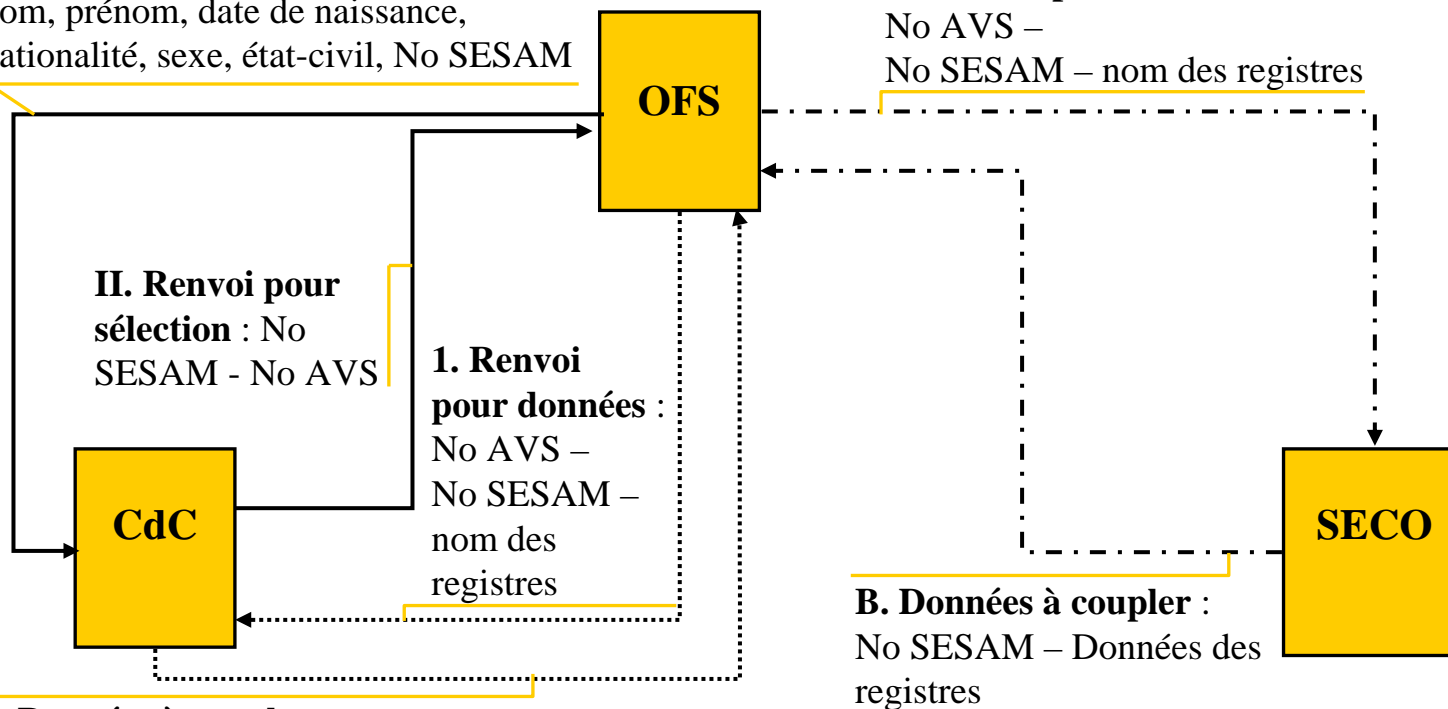 prénom, date de naissance,
sexe, état-civil, No SESAM
No AVS –
No SESAM – nom des registres
OFS
II. Renvoi pour
sélection : No
SESAM - No AVS
1. Renvoi
pour données :
No AVS –
No SESAM –
nom des
registres
CdC
SECO
B. Données à coupler :
No SESAM – Données des
registres